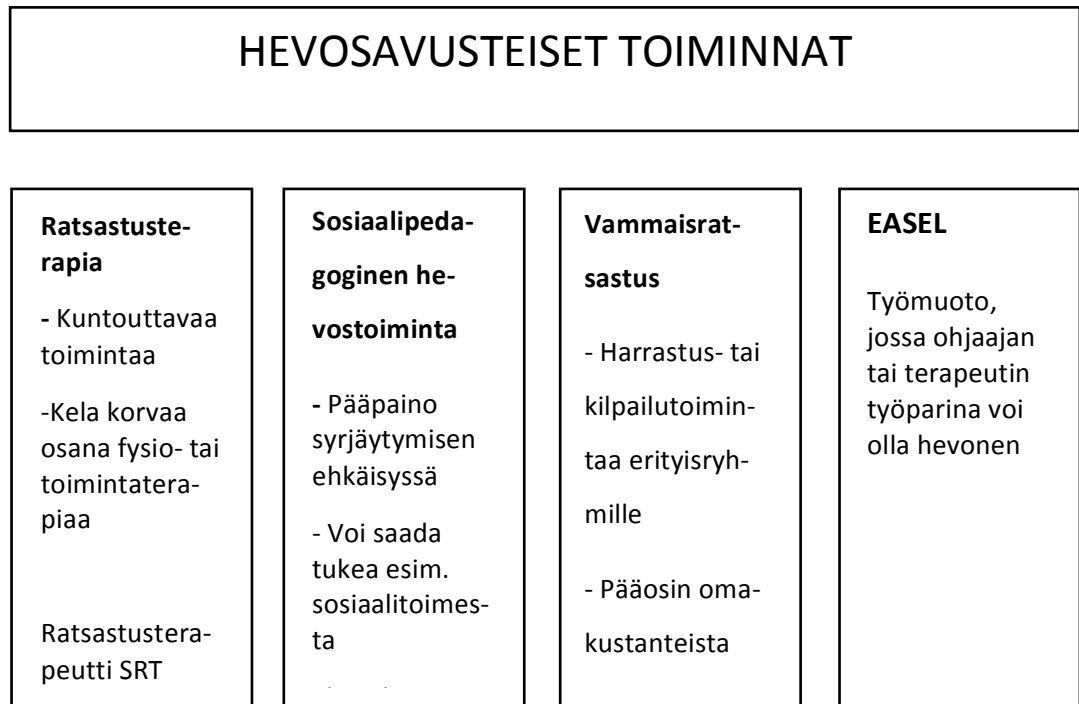 HEVOSAVUSTEISET TOIMINNAT
Ratsastuste-
rapia
- Kuntouttavaa
toimintaa
-Kela korvaa
osana fysio- tai
toimintatera-
piaa
Ratsastustera-
peutti SRT
Sosiaalipeda-
goginen he-
vostoiminta
- Pääpaino
syrjäytymisen
ehkäisyssä
- Voi saada
tukea esim.
sosiaalitoimes-
ta
Vammaisrat-
sastus
- Harrastus- tai
kilpailutoimin-
taa erityisryh-
mille
- Pääosin oma-
kustanteista
EASEL
Työmuoto,
jossa ohjaajan
tai terapeutin
työparina voi
olla hevonen